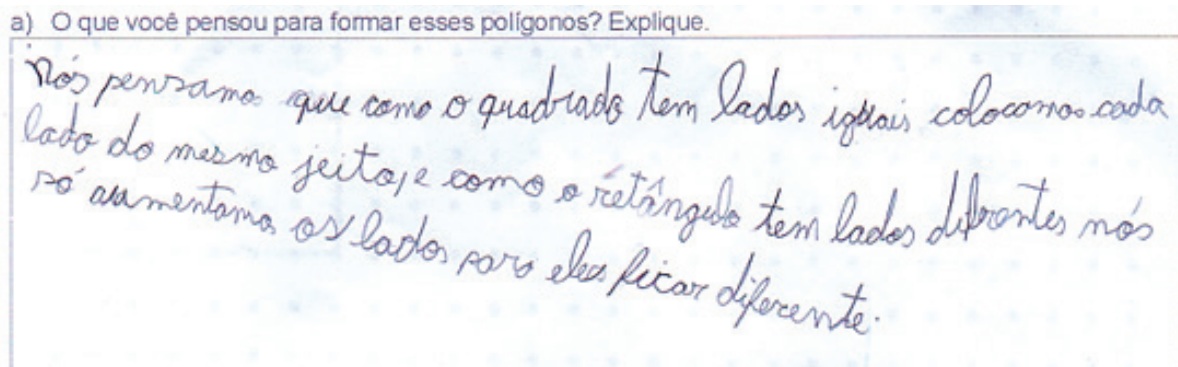 a) O que você pensou para formar esses polígonos? Explique.
Nós pensamos que como o quadrado tem lados iguais colocamos cada
lado do mesmo jeito, e como o retângulo tem lados diferentes nós
só aumentamos os lados para eles ficar diferente.